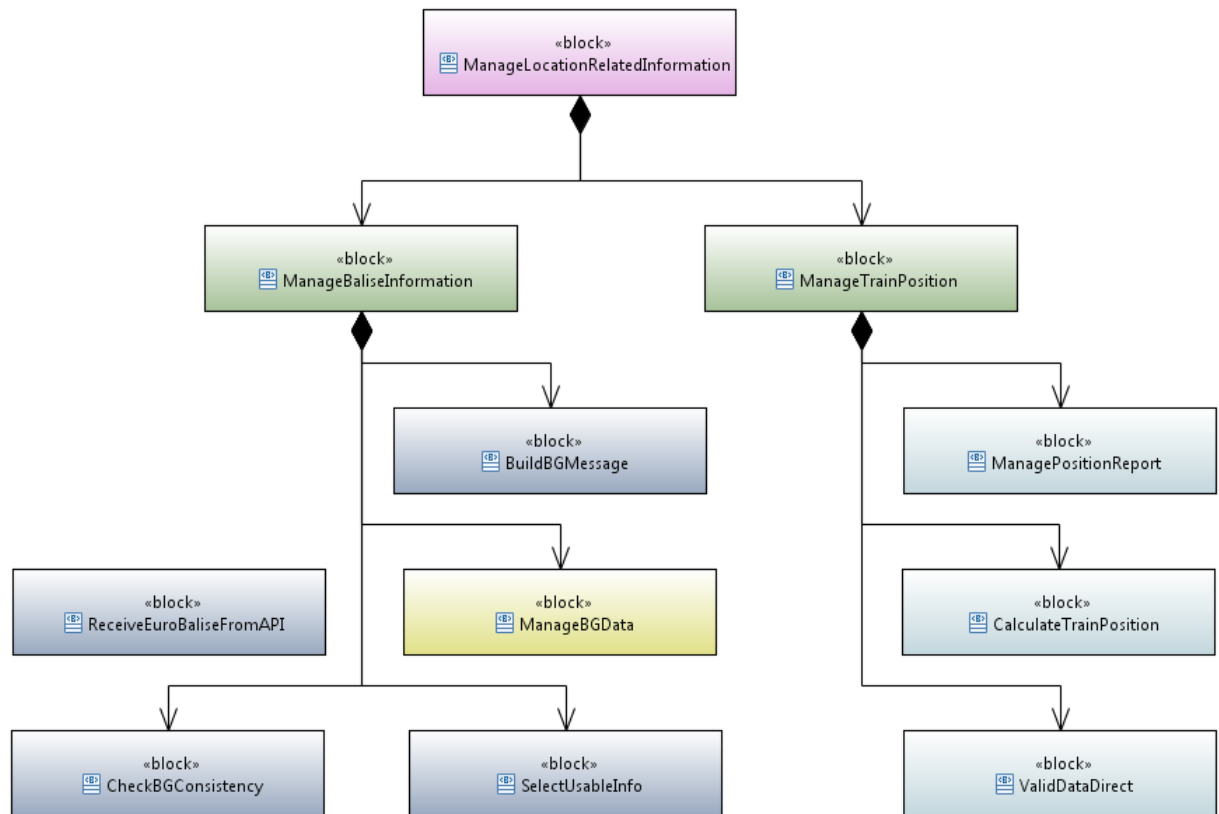 «block»
ManageLocationRelatedInformation
«block»
ManageBaliseInformation
«block»
ManageTrainPosition
«block»
BuildBGMessage
«block»
ManagePositionReport
«block»
ReceiveEuroBaliseFromAPI
«block»
ManageBGData
«block»
CalculateTrainPosition
«block»
CheckBGConsistency
«block»
SelectUsableInfo
«block»
ValidDataDirect